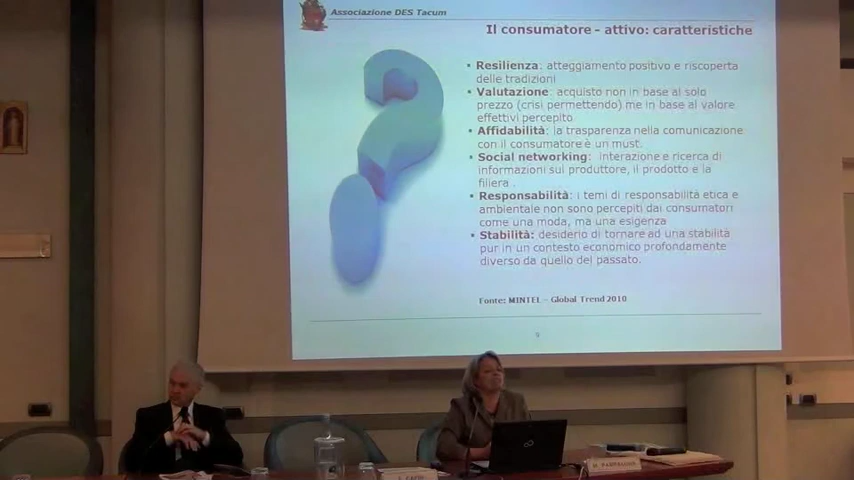 Associazione DES Tacum
Il consumatore - attivo: caratteristiche
• Resilienza: atteggiamento positivo e riscoperta
delle tradizioni
• Valutazione: acquisto non in base al solo
prezzo (crisi permettendo) me in base al valore
effettivi percepito
• Affidabilità: la trasparenza nella comunicazione
con il consumatore è un must.
• Social networking: interazione e ricerca di
informazioni sul produttore, il prodotto e la
filiera .
• Responsabilità: i temi di responsabilità etica e
ambientale non sono percepiti dai consumatori
come una moda, ma una esigenza
• Stabilità: desiderio di tornare ad una stabilità
pur in un contesto economico profondamente
diverso da quello del passato.
Fonte: MINTEL - Global Trend 2010